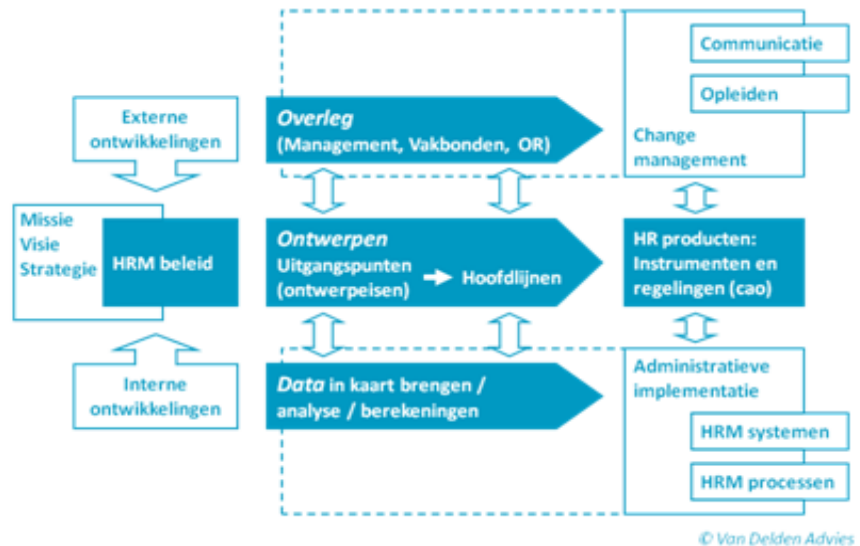 Externe
ontwikkelingen
Missie
Visie
Strategie
HRM beleid
Interne
ontwikkelingen
Overleg
(Management, Vakbonden, OR)
Ontwerpen
Uitgangspunten
(ontwerpeisen)
Hoofdlijnen
Data in kaart brengen /
analyse / berekeningen
Communicatie
Opleiden
Change
management
HR producten:
Instrumenten en
regelingen (cao)
Administratieve
implementatie
HRM systemen
HRM processen
© Van Delden Advies